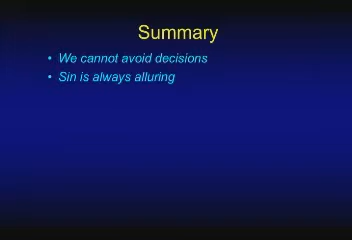 Summary
• We cannot avoid decisions
• Sin is always alluring